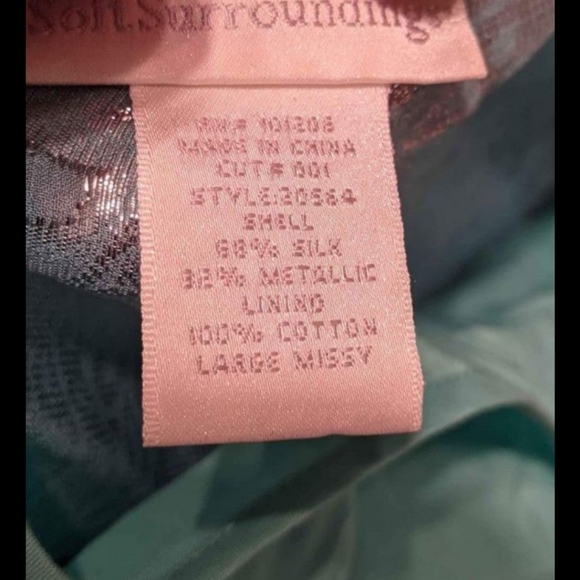 Soft Surroundings
RN# 101206
MADE IN CHINA
CUT# 001
STYLE:20564
SHELL
68% SILK
32% METALLIC
LINING
100% COTTON
LARGE MISSY